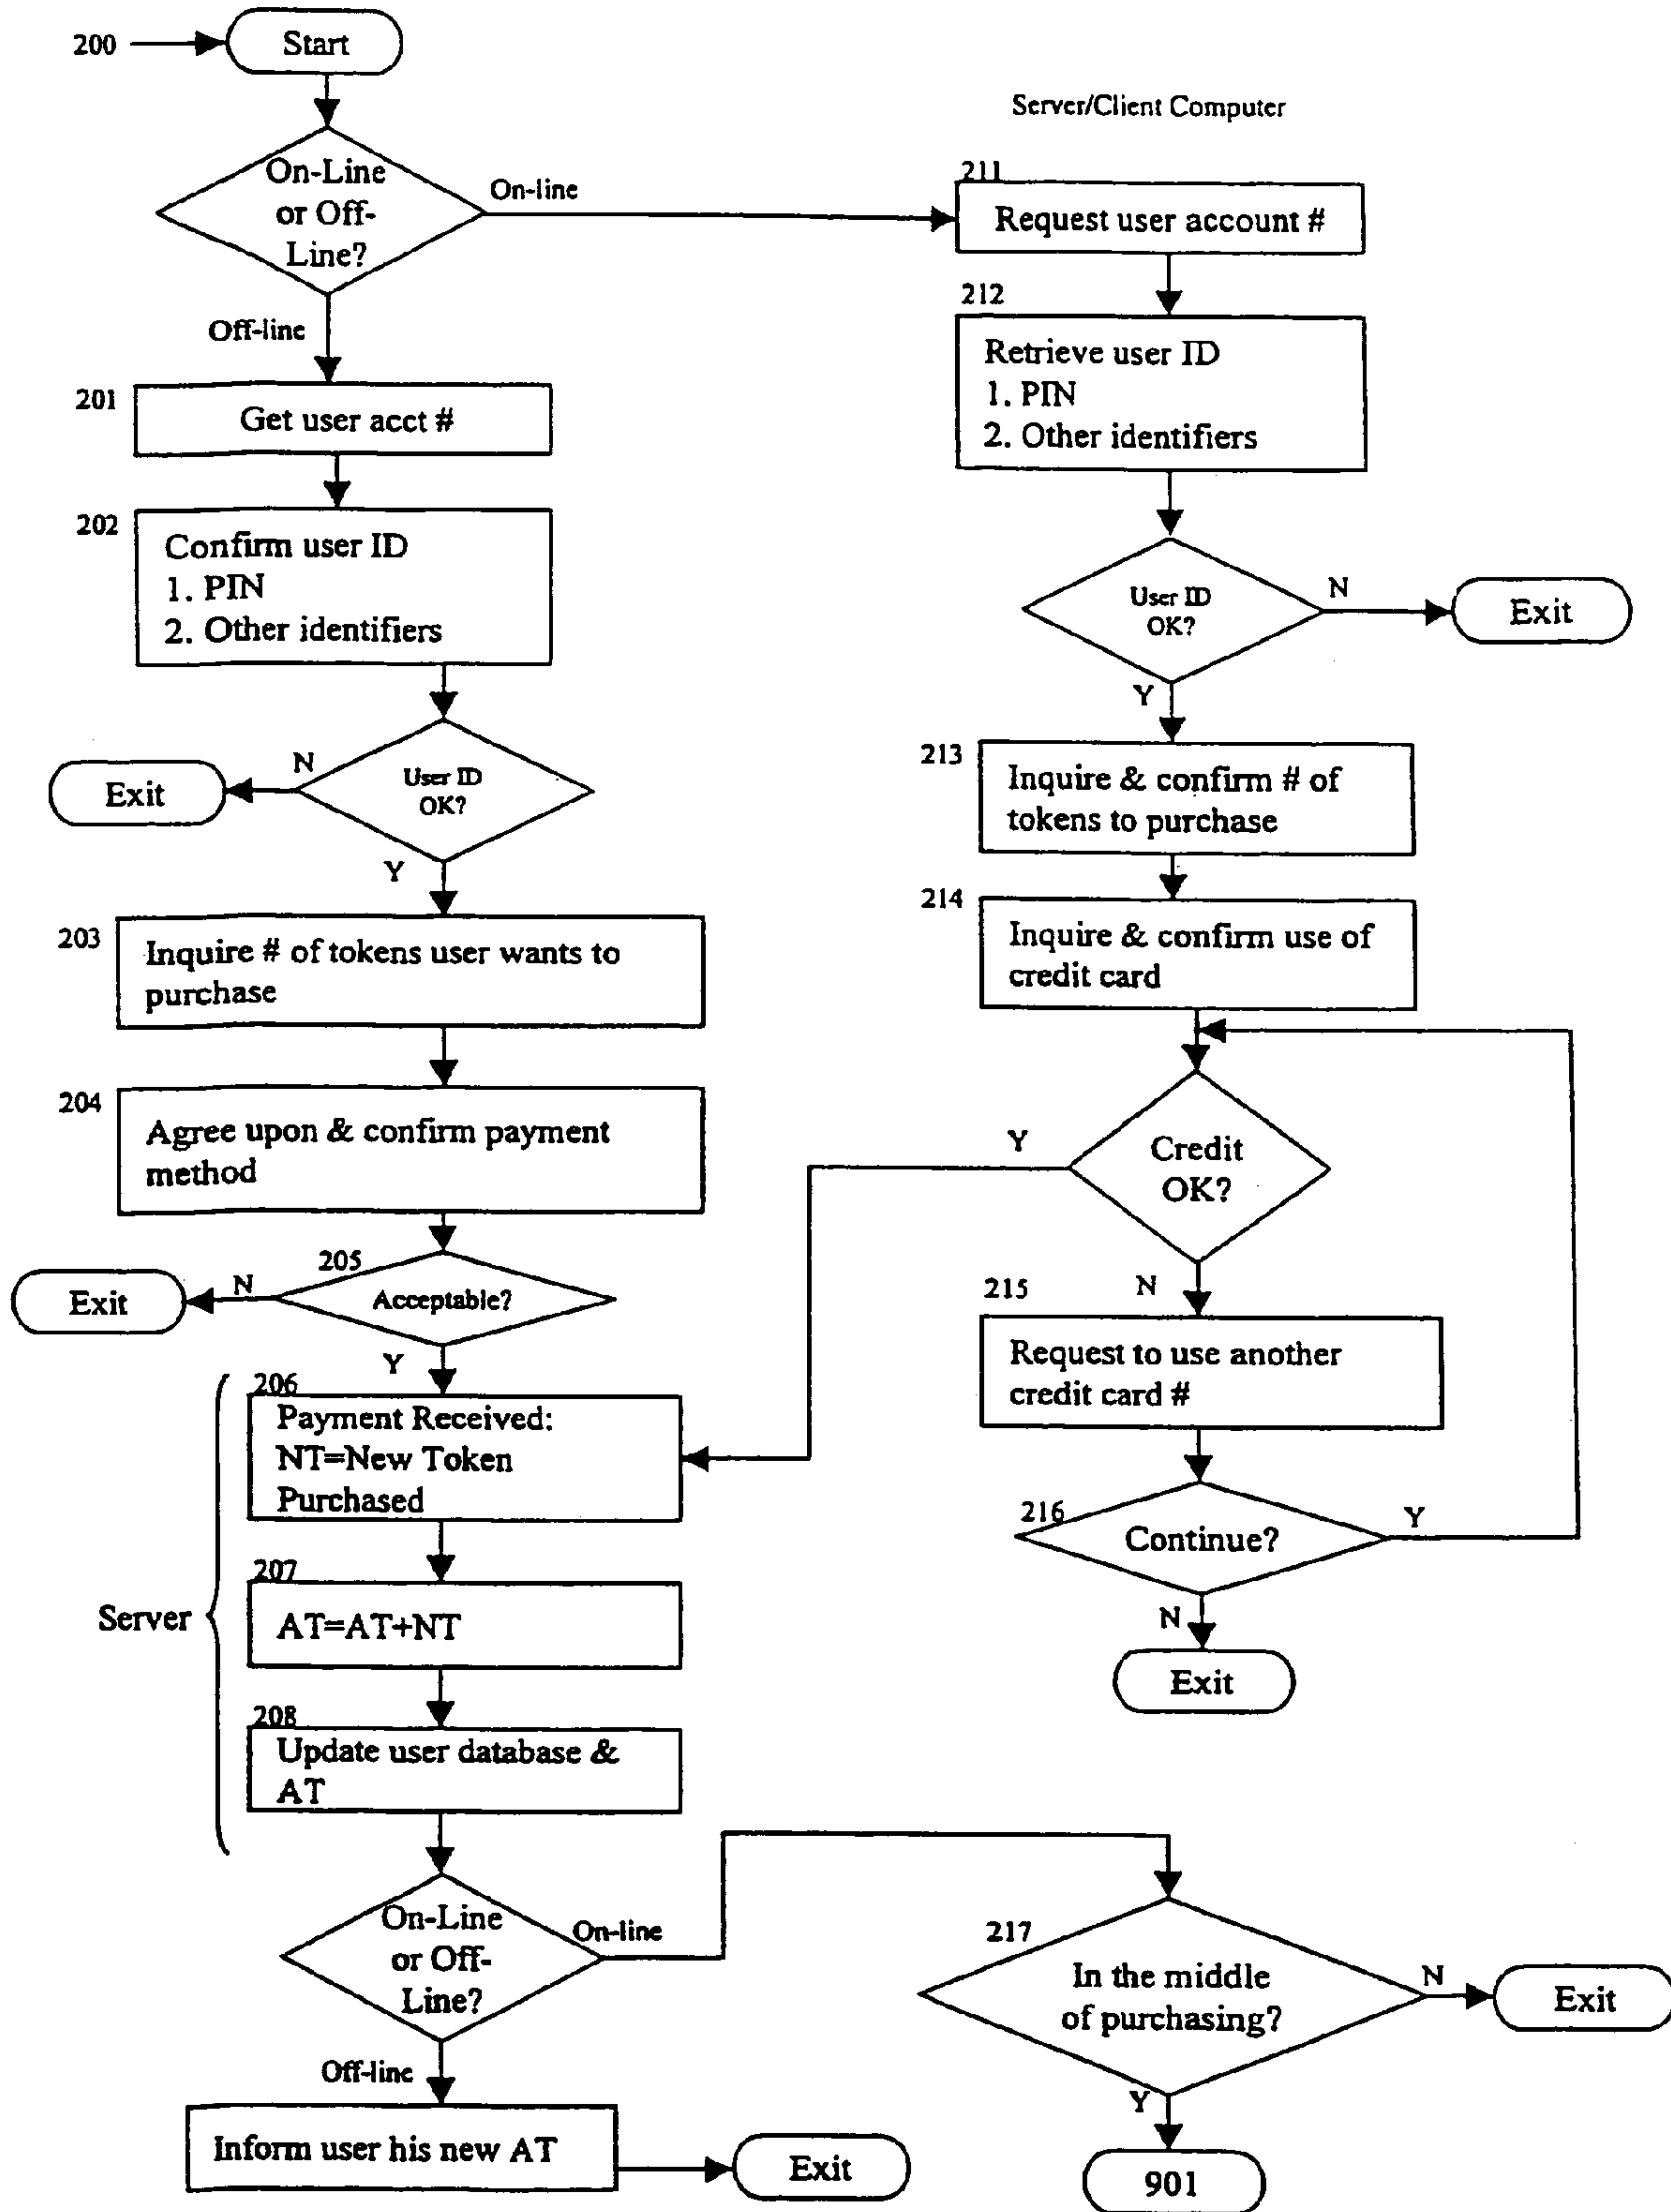 200
Start
On-Line
or Off-
Line?
On-line
Off-line
201
Get user acct #
202
Confirm user ID
1. PIN
2. Other identifiers
User ID
OK?
N
Exit
Y
203
Inquire # of tokens user wants to
purchase
204
Agree upon & confirm payment
method
205
Acceptable?
N
Exit
Y
Server
206
Payment Received:
NT=New Token
Purchased
207
AT=AT+NT
208
Update user database &
AT
On-Line
or Off-
Line?
On-line
Off-line
Inform user his new AT
Exit
Server/Client Computer
211
Request user account #
212
Retrieve user ID
1. PIN
2. Other identifiers
User ID
OK?
N
Exit
Y
213
Inquire & confirm # of
tokens to purchase
214
Inquire & confirm use of
credit card
Credit
OK?
Y
N
215
Request to use another
credit card #
216
Continue?
Y
N
Exit
217
In the middle
of purchasing?
N
Exit
Y
901